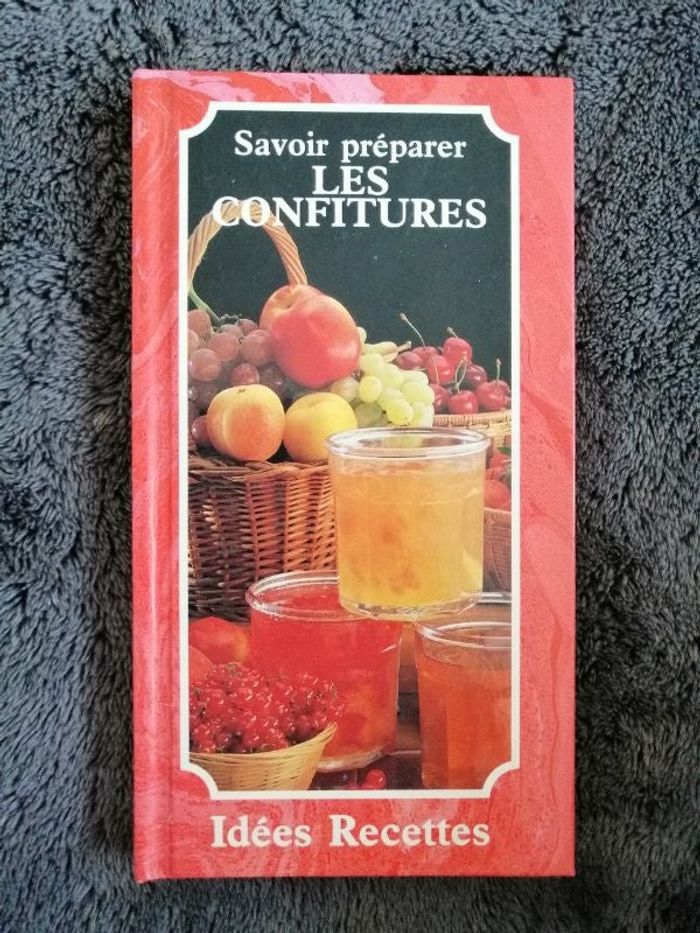 Savoir préparer
LES
CONFITURES
Idées Recettes